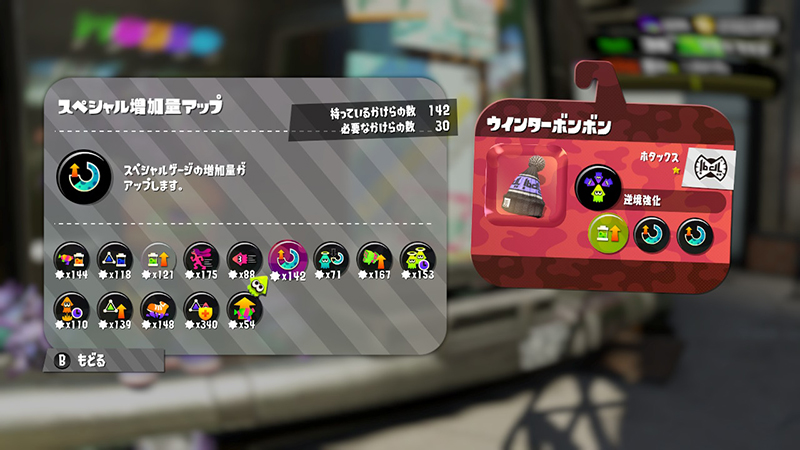 スペシャル増加量アップ
持っているかけらの数 142
必要なかけらの数 30
スペシャルゲージの増加量が
アップします。
x144 x118 x121 x175 x88 x142 x71 x167 x153
x110 x139 x148 x340 x54
B もどる
ウインターボンボン
ホタックス
逆境強化